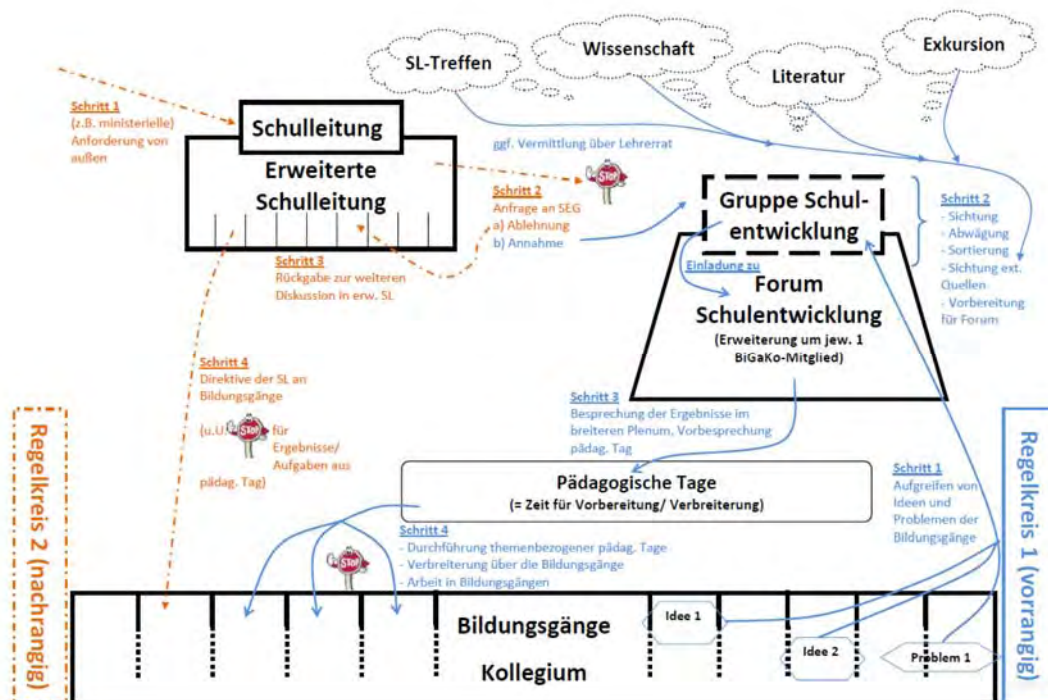 SL-Treffen
Wissenschaft
Literatur
Exkursion
Schritt 1
(z.B. ministerielle)
Anforderung von
außen
Schulleitung
Erweiterte
Schulleitung
ggf. Vermittlung über Lehrerrat
STOP
Schritt 2
Anfrage an SEG
a) Ablehnung
b) Annahme
Schritt 3
Rückgabe zur weiteren
Diskussion in erw. SL
Gruppe Schul-
entwicklung
Einladung zu
Forum
Schulentwicklung
(Erweiterung um jew. 1
BiGaKo-Mitglied)
Schritt 2
- Sichtung
- Abwägung
- Sortierung
- Sichtung ext.
Quellen
- Vorbereitung
für Forum
Schritt 4
Direktive der SL an
Bildungsgänge
(u.U. STOP für
Ergebnisse/
Aufgaben aus
pädag. Tag)
Schritt 3
Besprechung der Ergebnisse im
breiteren Plenum, Vorbesprechung
pädag. Tag
Pädagogische Tage
(= Zeit für Vorbereitung/ Verbreiterung)
Schritt 1
Aufgreifen von
Ideen und
Problemen der
Bildungsgänge
Schritt 4
- Durchführung themenbezogener pädag. Tage
- Verbreiterung über die Bildungsgänge
- Arbeit in Bildungsgängen
STOP
Regelkreis 2 (nachrangig)
Regelkreis 1 (vorrangig)
Bildungsgänge
Kollegium
Idee 1
Idee 2
Problem 1